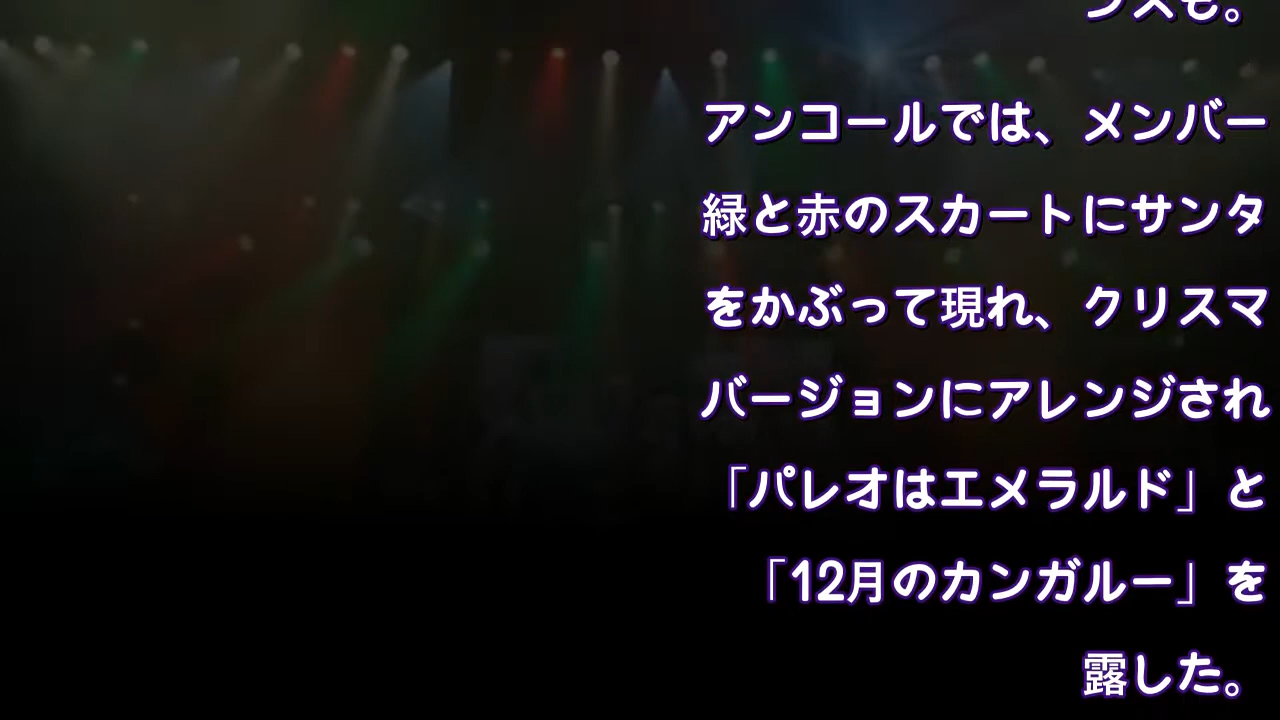 ンスも。
アンコールでは、メンバー
緑と赤のスカートにサンタ
をかぶって現れ、クリスマ
バージョンにアレンジされ
「パレオはエメラルド」と
「12月のカンガルー」を
露した。